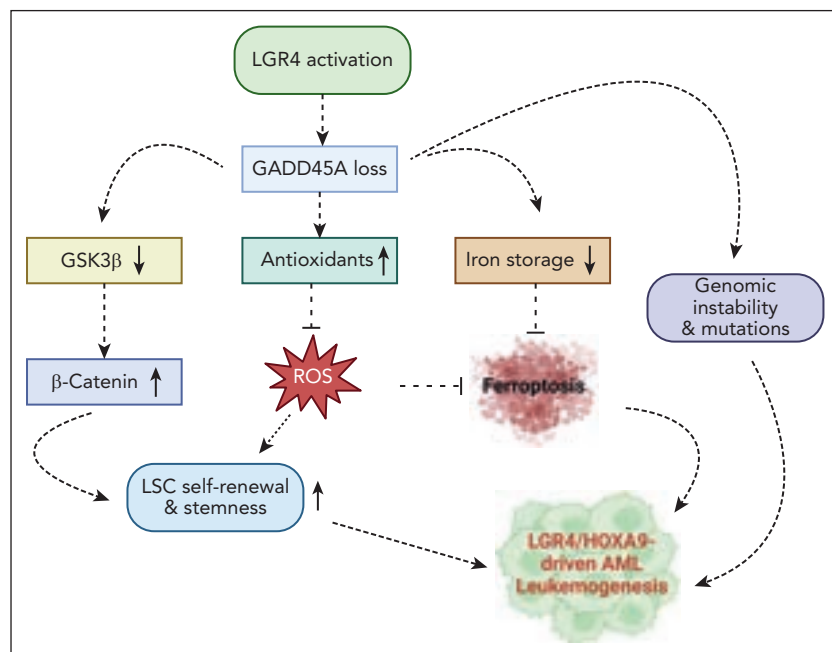 LGR4 activation
GADD45A loss
GSK3β ↓
Antioxidants ↑
Iron storage ↓
Genomic
instability
& mutations
β-Catenin ↑
ROS
Ferroptosis
LSC self-renewal
& stemness ↑
LGR4/HOXA9-
driven AML
Leukemogenesis